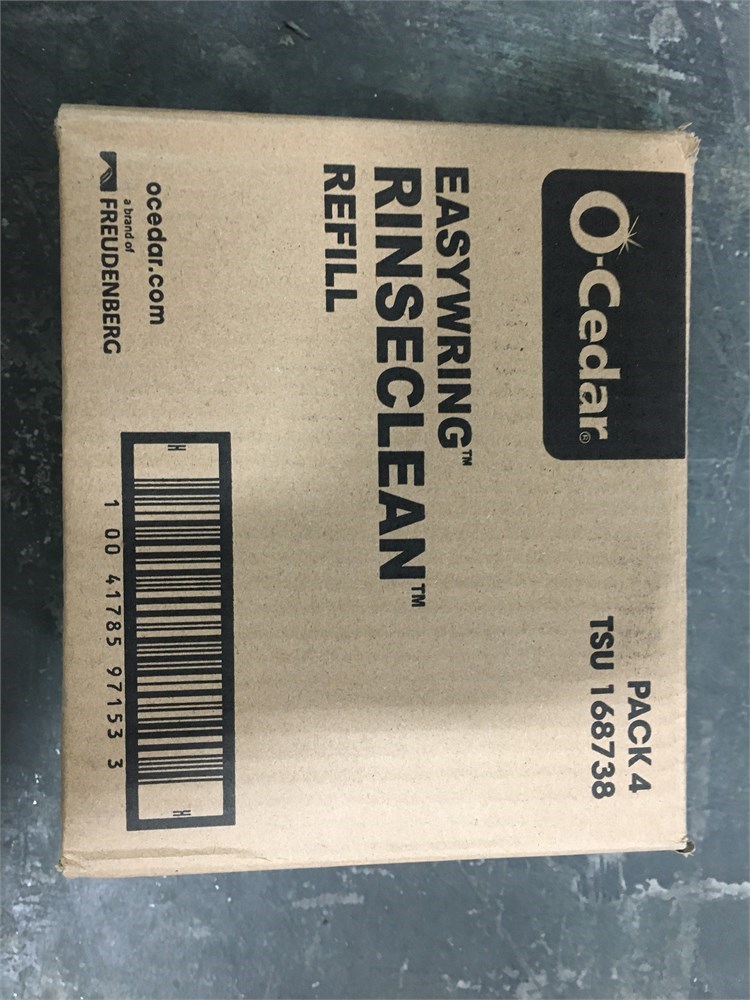 O-Cedar®
PACK 4
TSU 168738
EASYWRING™
RINSECLEAN™
REFILL
ocedar.com
a brand of
FREUDENBERG
H H
1 00 41785 97153 3